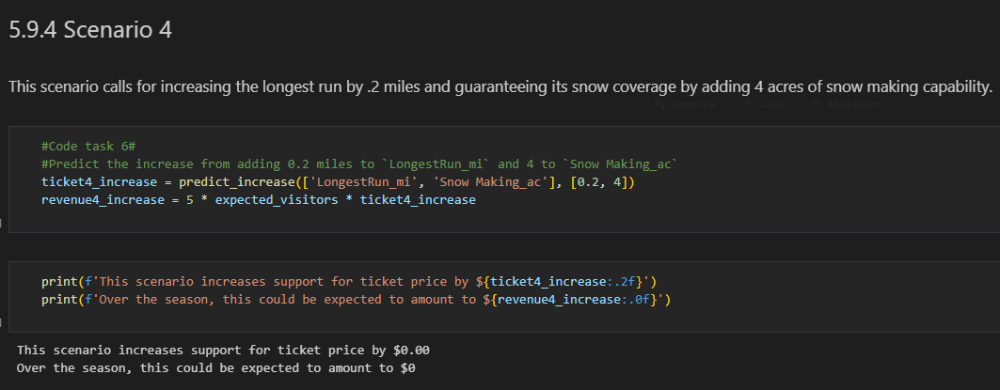 5.9.4 Scenario 4
This scenario calls for increasing the longest run by .2 miles and guaranteeing its snow coverage by adding 4 acres of snow making capability.
Generate + Code + Markdown
#Code task 6#
#Predict the increase from adding 0.2 miles to `LongestRun_mi` and 4 to `Snow Making_ac`
ticket4_increase = predict_increase(['LongestRun_mi', 'Snow Making_ac'], [0.2, 4])
revenue4_increase = 5 * expected_visitors * ticket4_increase
print(f'This scenario increases support for ticket price by ${ticket4_increase:.2f}')
print(f'Over the season, this could be expected to amount to ${revenue4_increase:.0f}')
This scenario increases support for ticket price by $0.00
Over the season, this could be expected to amount to $0